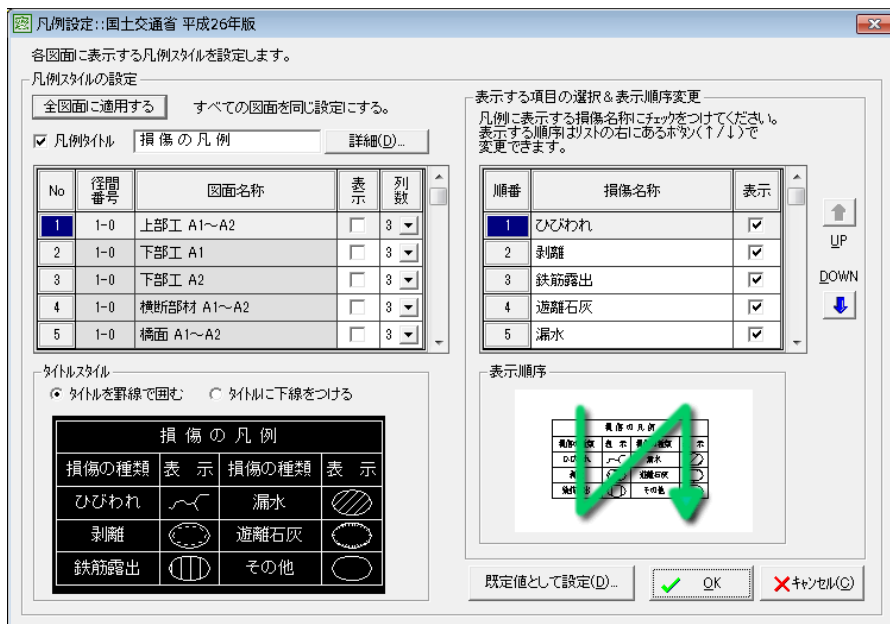 凡例設定::国土交通省 平成26年版
各図面に表示する凡例スタイルを設定します。
凡例スタイルの設定
全図面に適用する すべての図面を同じ設定にする。
凡例タイトル 損傷の凡例 詳細(D)...
No 径間番号 図面名称 表示 列数
1 1-0 上部工 A1～A2 3
2 1-0 下部工 A1 3
3 1-0 下部工 A2 3
4 1-0 横断部材 A1～A2 3
5 1-0 橋面 A1～A2 3
タイトルスタイル
タイトルを罫線で囲む タイトルに下線をつける
損傷の凡例
損傷の種類 表示 損傷の種類 表示
ひびわれ 漏水
剥離 遊離石灰
鉄筋露出 その他
表示する項目の選択＆表示順序変更
凡例に表示する損傷名称にチェックをつけてください。
表示する順序はリストの右にあるボタン(↑/↓)で
変更できます。
順番 損傷名称 表示
1 ひびわれ
2 剥離
3 鉄筋露出
4 遊離石灰
5 漏水
UP
DOWN
表示順序
損傷の凡例
漏水
遊離石灰
その他
既定値として設定(D)... OK キャンセル(C)